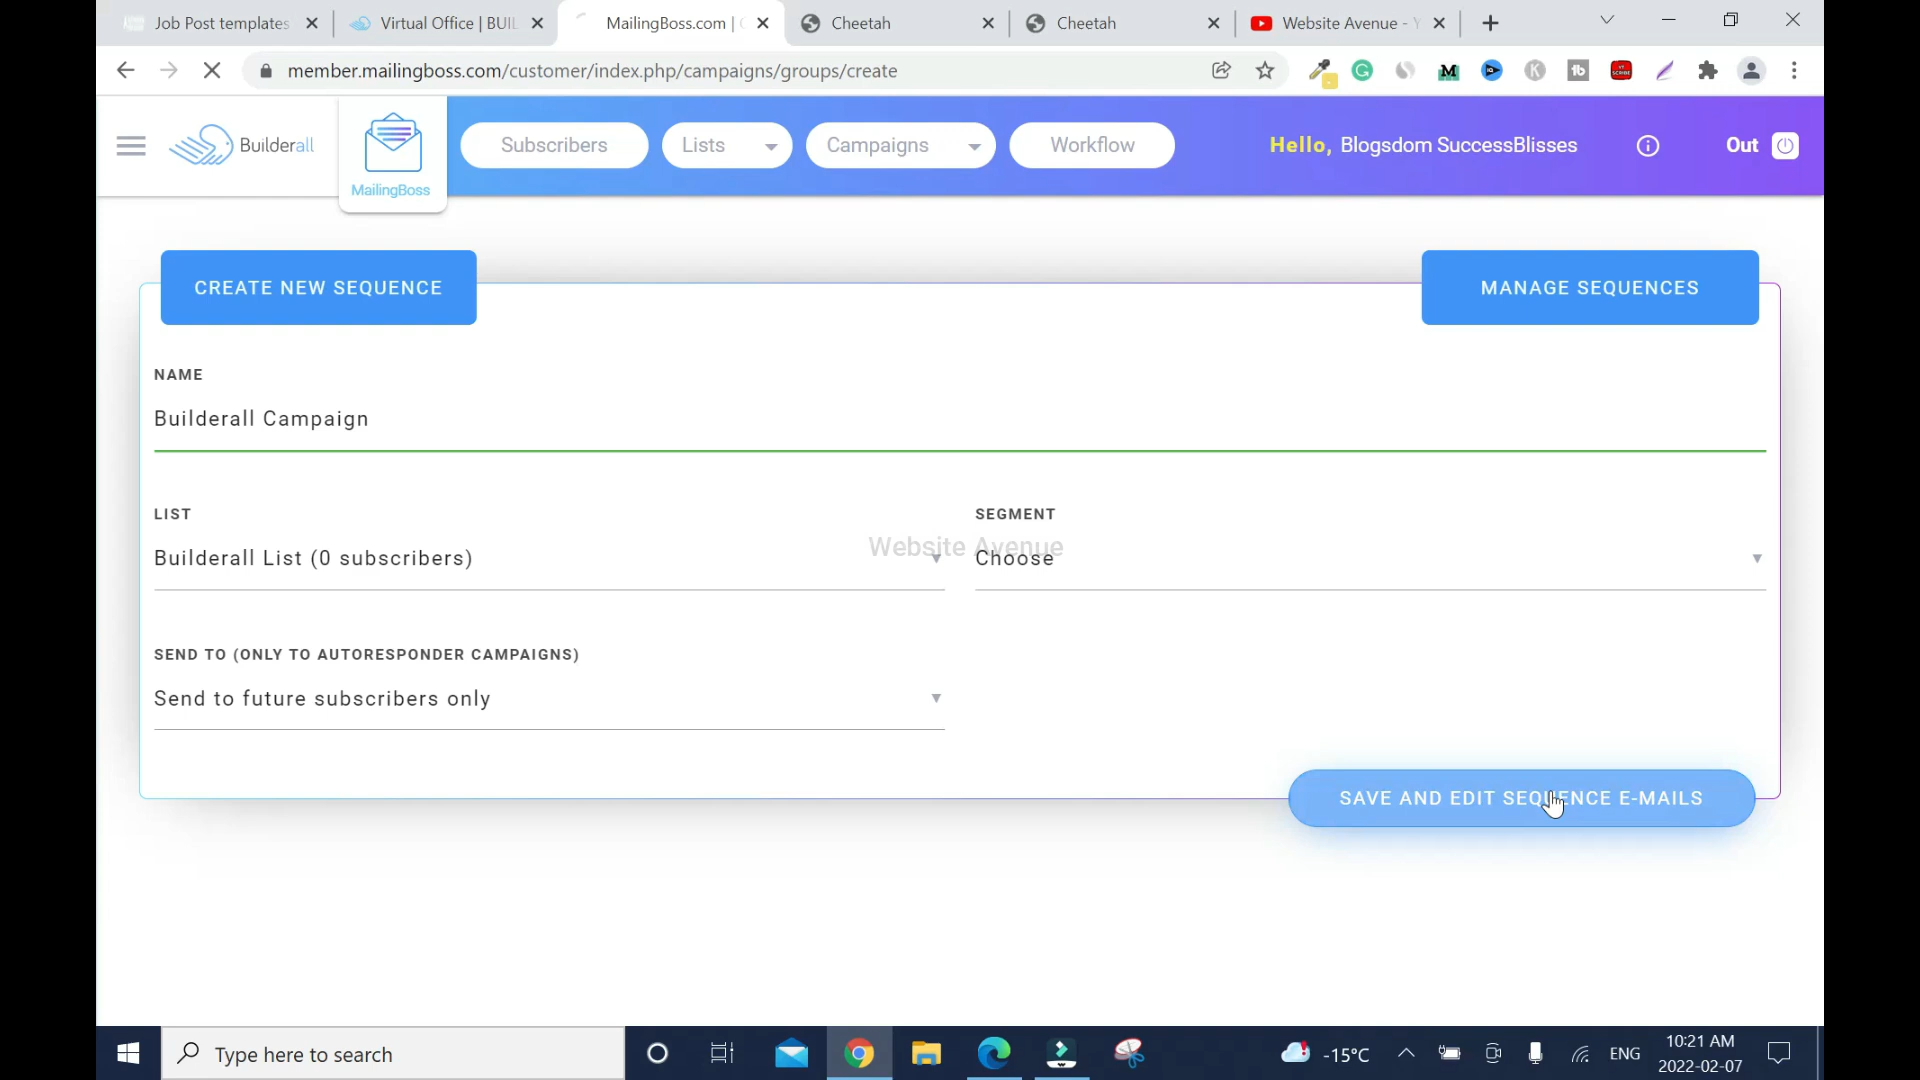 Job Post templates
Virtual Office | BUIL
MailingBoss.com |
Cheetah
Cheetah
Website Avenue - Y
member.mailingboss.com/customer/index.php/campaigns/groups/create
Builderall
MailingBoss
Subscribers
Lists
Campaigns
Workflow
Hello, Blogsdom SuccessBlisses
Out
CREATE NEW SEQUENCE
MANAGE SEQUENCES
NAME
Builderall Campaign
LIST
SEGMENT
Website Avenue
Builderall List (0 subscribers)
Choose
SEND TO (ONLY TO AUTORESPONDER CAMPAIGNS)
Send to future subscribers only
SAVE AND EDIT SEQUENCE E-MAILS
Type here to search
-15°C
ENG
10:21 AM
2022-02-07